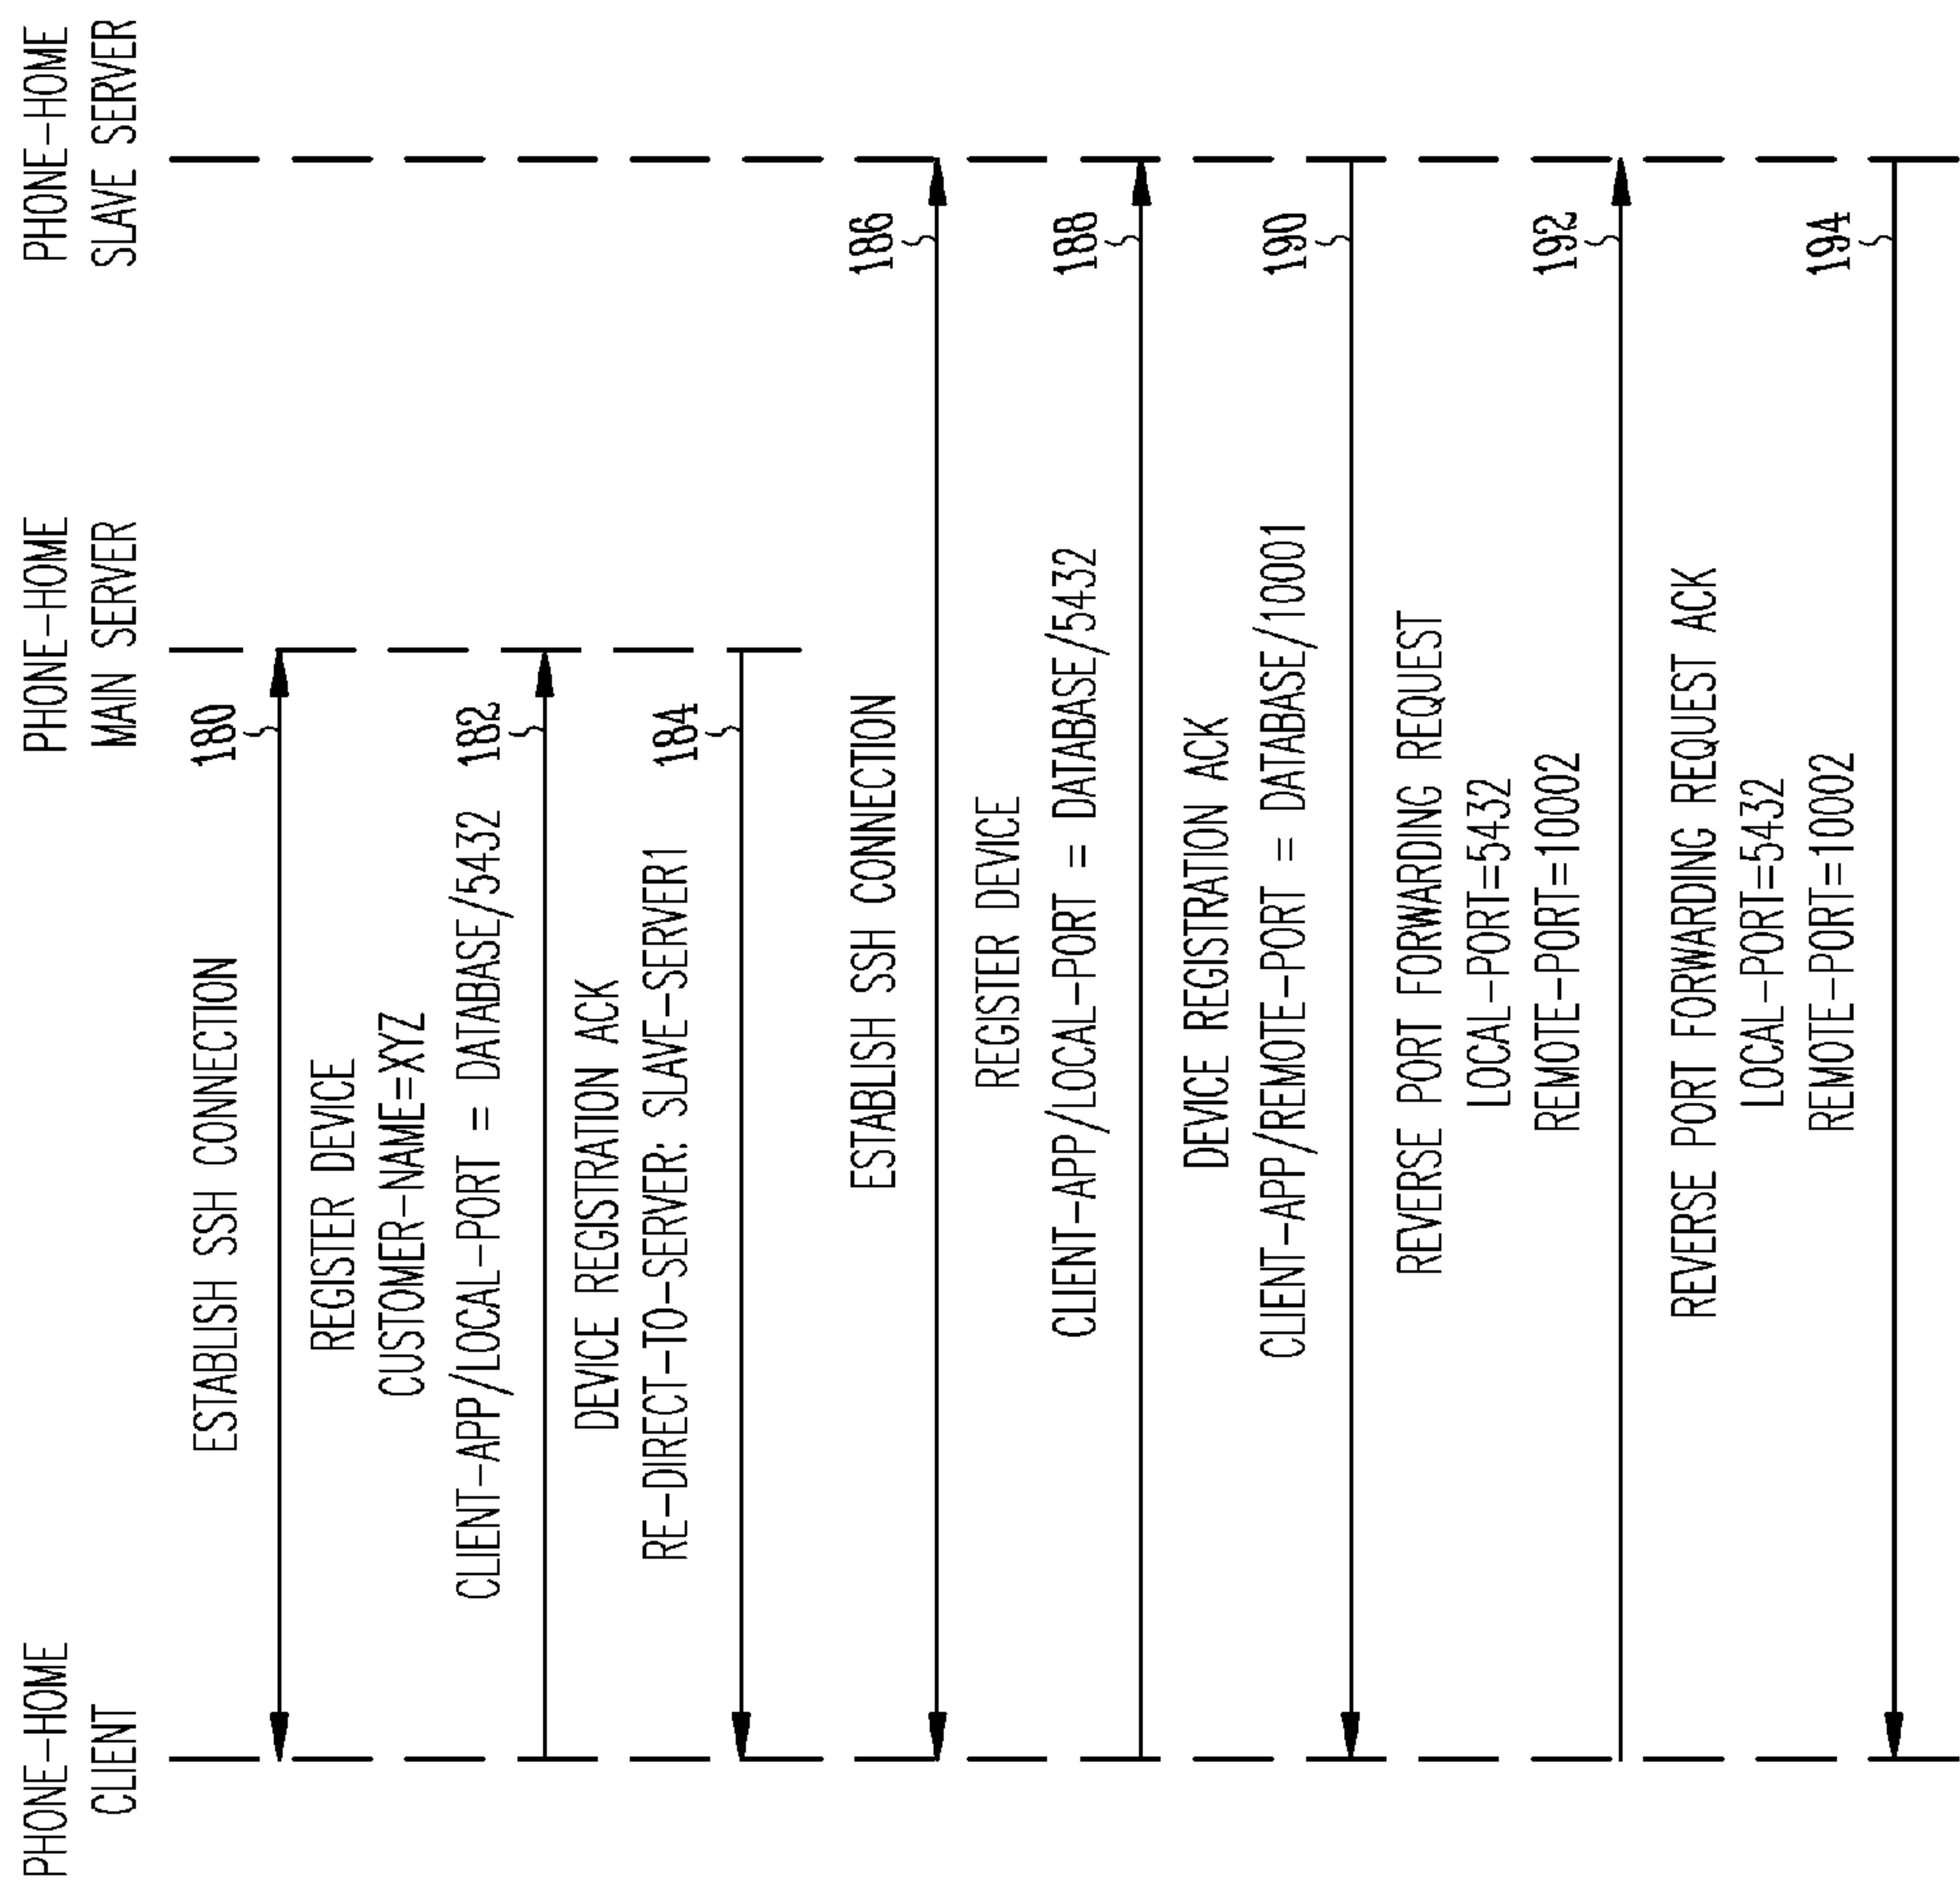 PHONE-HOME
CLIENT
PHONE-HOME
MAIN SERVER
PHONE-HOME
SLAVE SERVER
ESTABLISH SSH CONNECTION
180
REGISTER DEVICE
CUSTOMER-NAME=XYZ
CLIENT-APP/LOCAL-PORT = DATABASE/5432
182
DEVICE REGISTRATION ACK
RE-DIRECT-TO-SERVER: SLAVE-SERVER1
184
ESTABLISH SSH CONNECTION
186
REGISTER DEVICE
CLIENT-APP/LOCAL-PORT = DATABASE/5432
188
DEVICE REGISTRATION ACK
CLIENT-APP/REMOTE-PORT = DATABASE/10001
190
REVERSE PORT FORWARDING REQUEST
LOCAL-PORT=5432
REMOTE-PORT=10002
192
REVERSE PORT FORWARDING REQUEST ACK
LOCAL-PORT=5432
REMOTE-PORT=10002
194